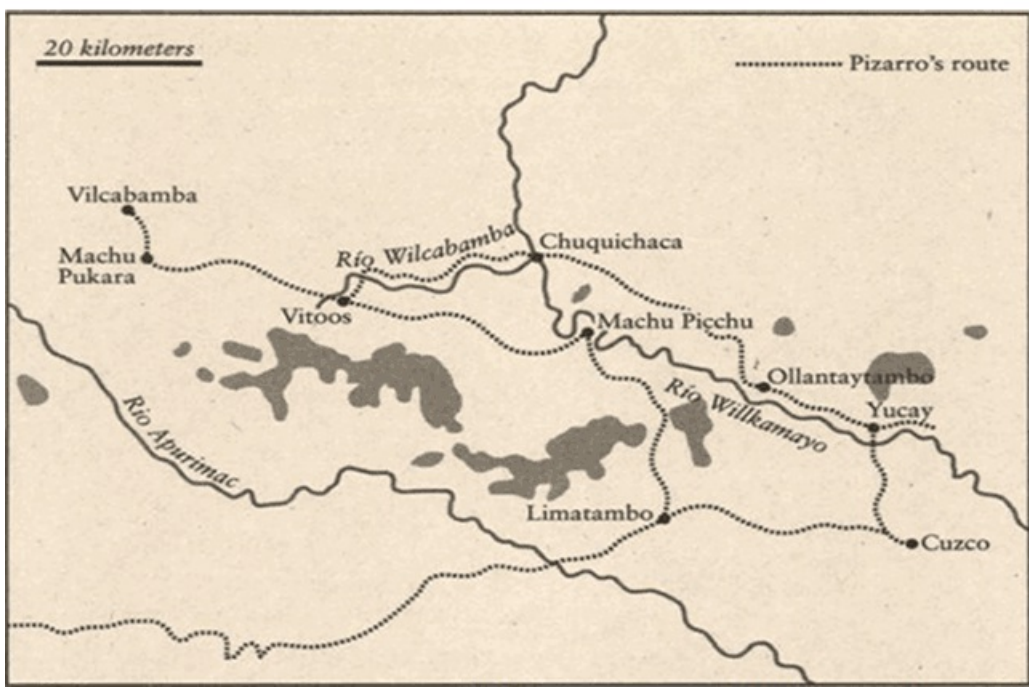 20 kilometers
Pizarro's route
Vilcabamba
Machu
Pukara
Río Wilcabamba
Chuquichaca
Vitoos
Machu Picchu
Ollantaytambo
Río Willkamayo
Yucay
Río Apurimac
Limatambo
Cuzco